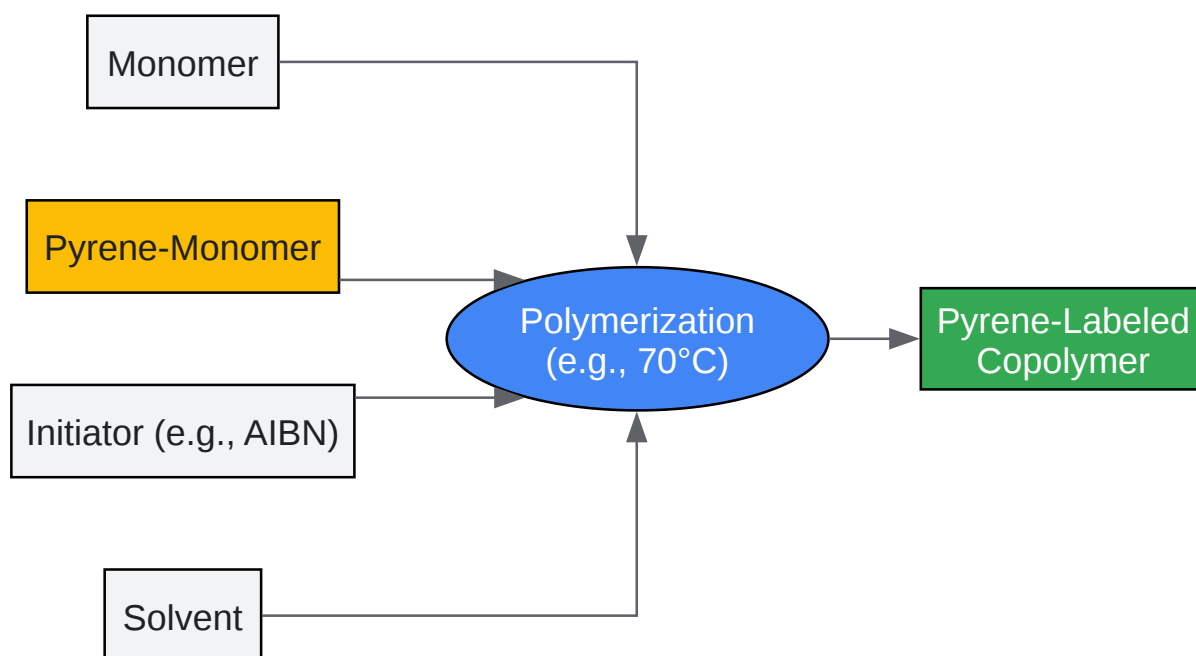 Monomer
Pyrene-Monomer
Initiator (e.g., AIBN)
Solvent
Polymerization
(e.g., 70°C)
Pyrene-Labeled
Copolymer